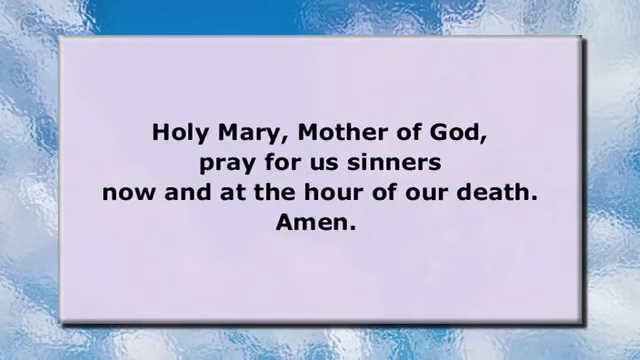 Holy Mary, Mother of God,
pray for us sinners
now and at the hour of our death.
Amen.